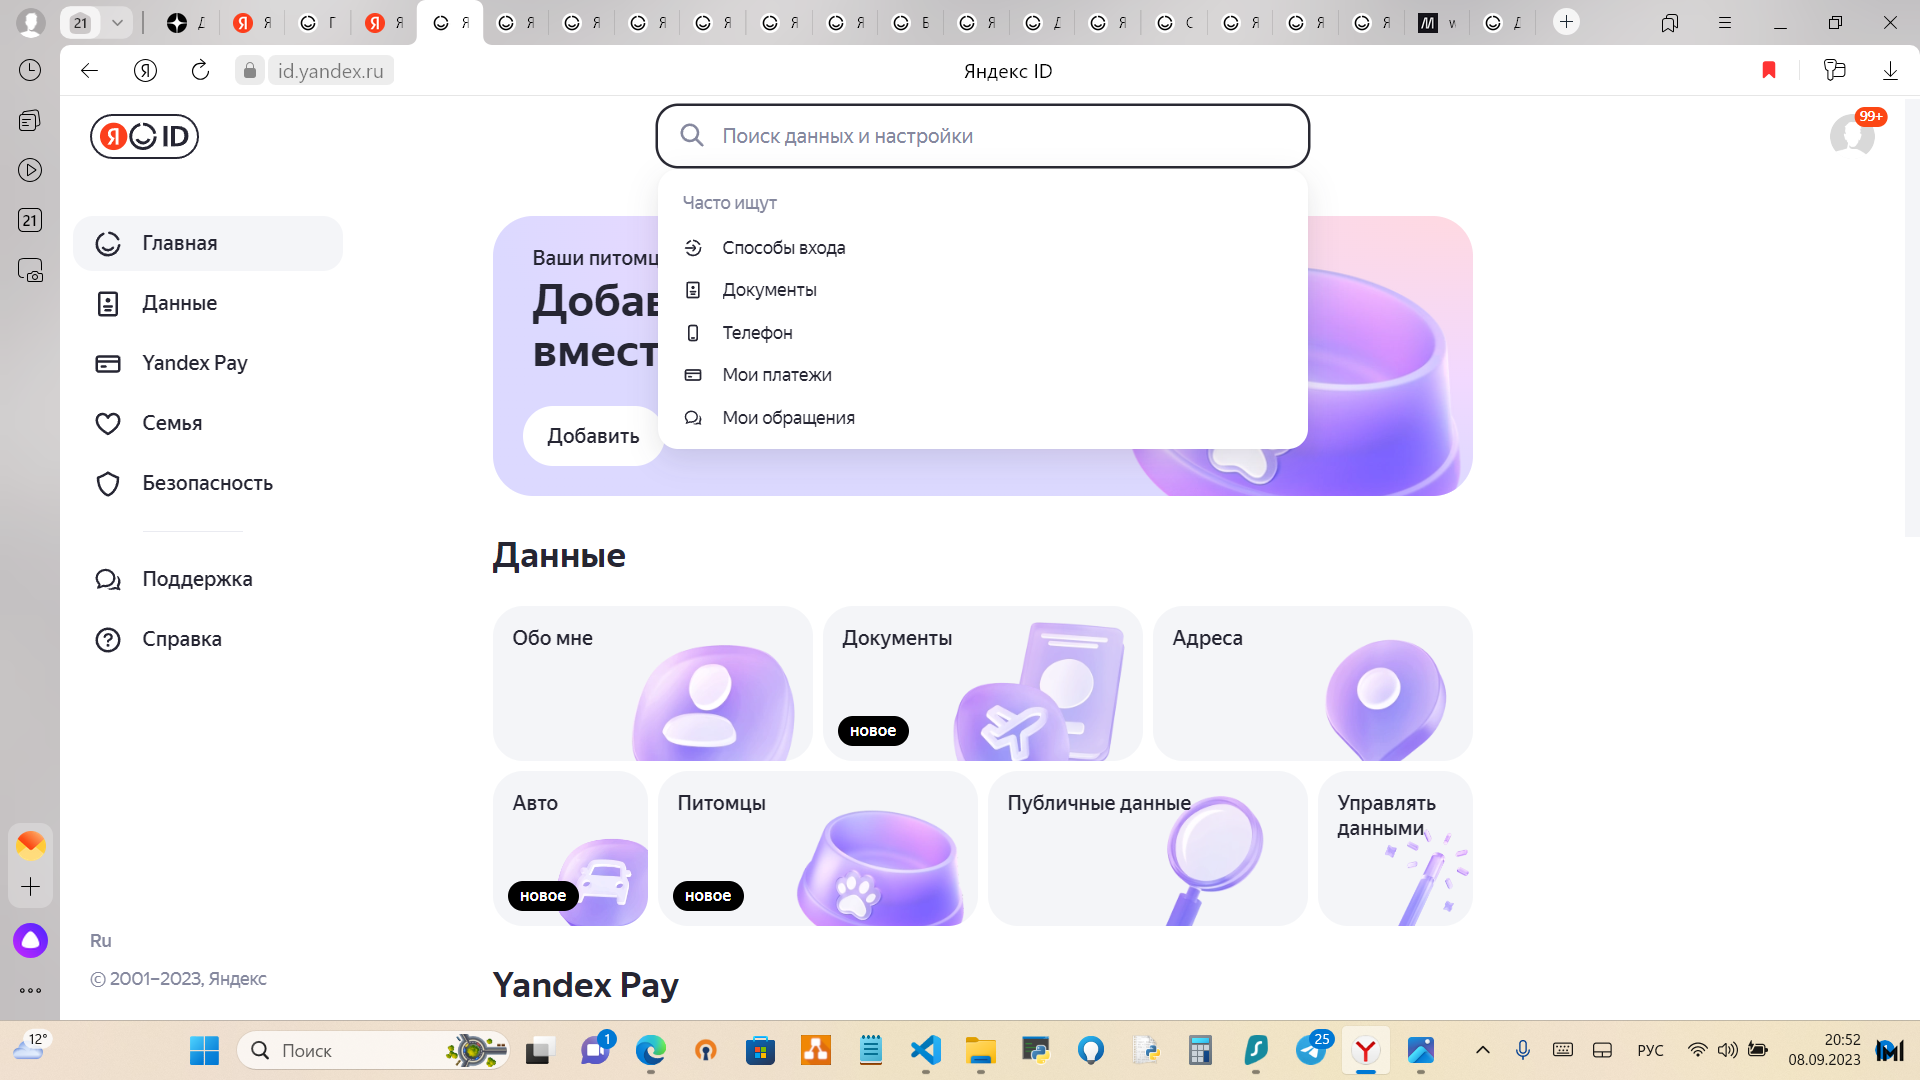 21
id.yandex.ru
Яндекс ID
Я ID
Поиск данных и настройки
99+
Часто ищут
Способы входа
Документы
Телефон
Мои платежи
Мои обращения
21
Главная
Данные
Yandex Pay
Семья
Безопасность
Поддержка
Справка
Ru
© 2001–2023, Яндекс
Ваши питомц
Добав
вмест
Добавить
Данные
Обо мне
Документы
новое
Адреса
Авто
новое
Питомцы
новое
Публичные данные
Управлять
данными
Yandex Pay
12°
Поиск
1
25
РУС
20:52
08.09.2023